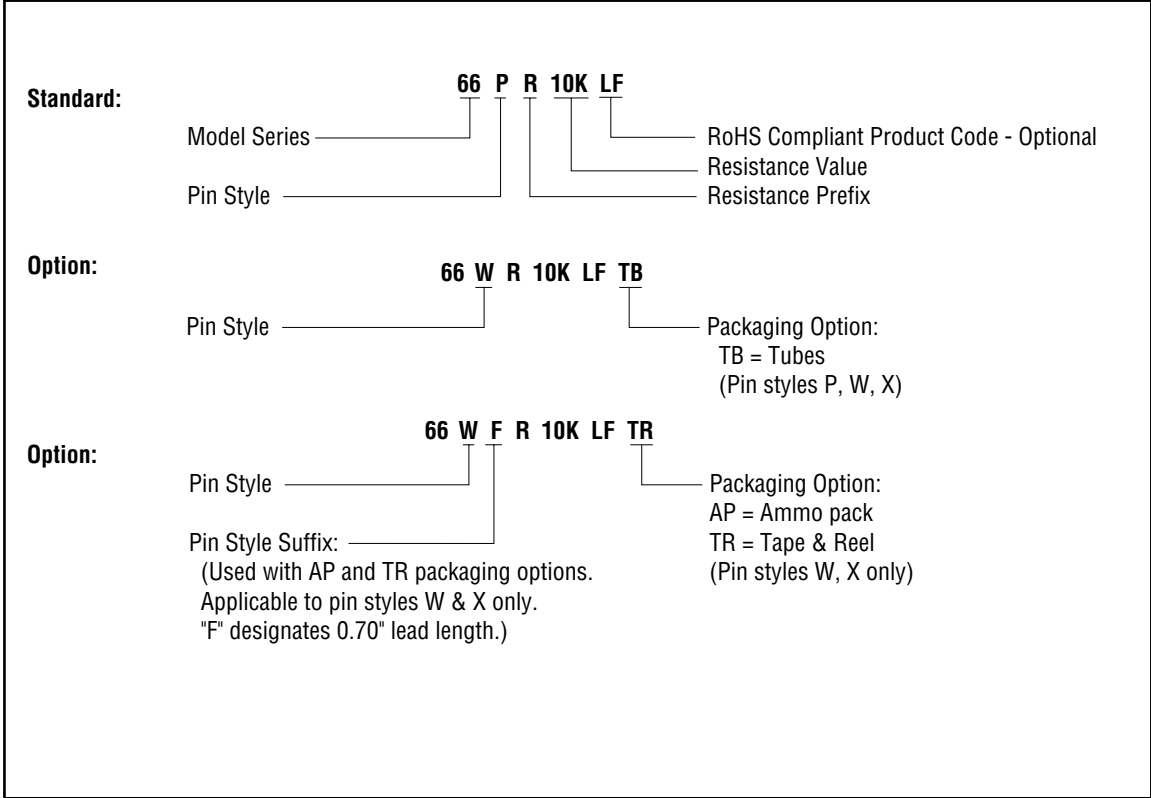 Standard:
66 P R 10K LF
Model Series
RoHS Compliant Product Code - Optional
Resistance Value
Pin Style
Resistance Prefix
Option:
66 W R 10K LF TB
Pin Style
Packaging Option:
TB = Tubes
(Pin styles P, W, X)
Option:
66 W F R 10K LF TR
Pin Style
Pin Style Suffix:
(Used with AP and TR packaging options.
Applicable to pin styles W & X only.
"F" designates 0.70" lead length.)
Packaging Option:
AP = Ammo pack
TR = Tape & Reel
(Pin styles W, X only)